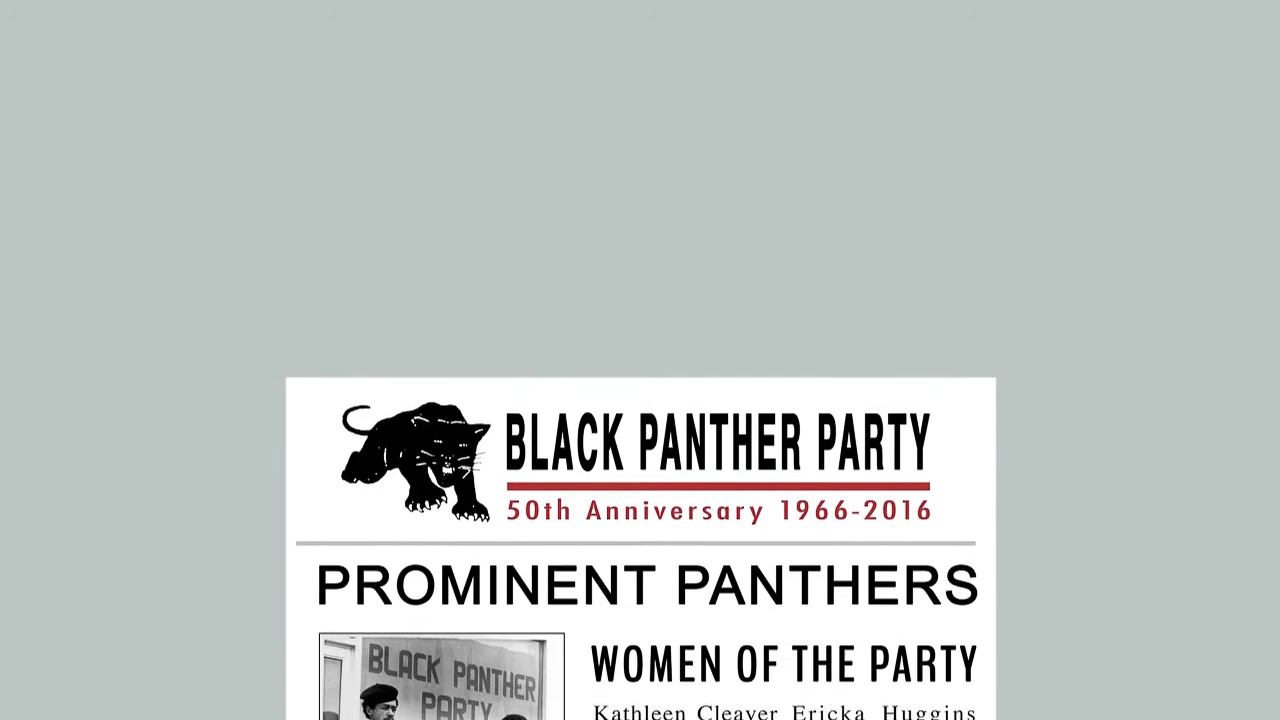 BLACK PANTHER PARTY
50th Anniversary 1966-2016
PROMINENT PANTHERS
BLACK PANTHER
PARTY
WOMEN OF THE PARTY
Kathleen Cleaver Ericka Huggins